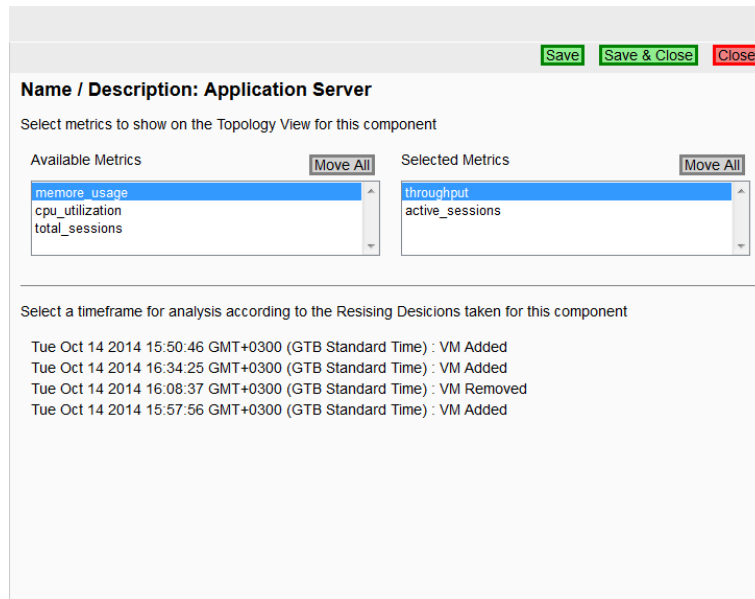 Save Save & Close Close
Name / Description: Application Server
Select metrics to show on the Topology View for this component
Available Metrics Move All Selected Metrics Move All
memore_usage throughput
cpu_utilization active_sessions
total_sessions
Select a timeframe for analysis according to the Resising Desicions taken for this component
Tue Oct 14 2014 15:50:46 GMT+0300 (GTB Standard Time) : VM Added
Tue Oct 14 2014 16:34:25 GMT+0300 (GTB Standard Time) : VM Added
Tue Oct 14 2014 16:08:37 GMT+0300 (GTB Standard Time) : VM Removed
Tue Oct 14 2014 15:57:56 GMT+0300 (GTB Standard Time) : VM Added